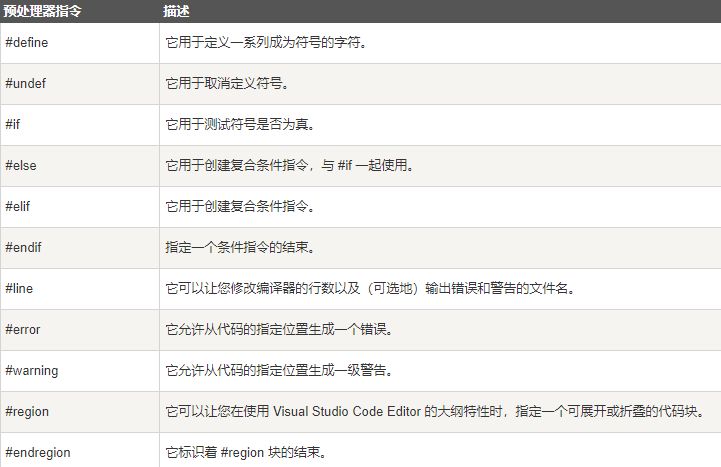 预处理器指令 描述
#define 它用于定义一系列成为符号的字符。
#undef 它用于取消定义符号。
#if 它用于测试符号是否为真。
#else 它用于创建复合条件指令，与 #if 一起使用。
#elif 它用于创建复合条件指令。
#endif 指定一个条件指令的结束。
#line 它可以让您修改编译器的行数以及（可选地）输出错误和警告的文件名。
#error 它允许从代码的指定位置生成一个错误。
#warning 它允许从代码的指定位置生成一级警告。
#region 它可以让您在使用 Visual Studio Code Editor 的大纲特性时，指定一个可展开或折叠的代码块。
#endregion 它标识着 #region 块的结束。